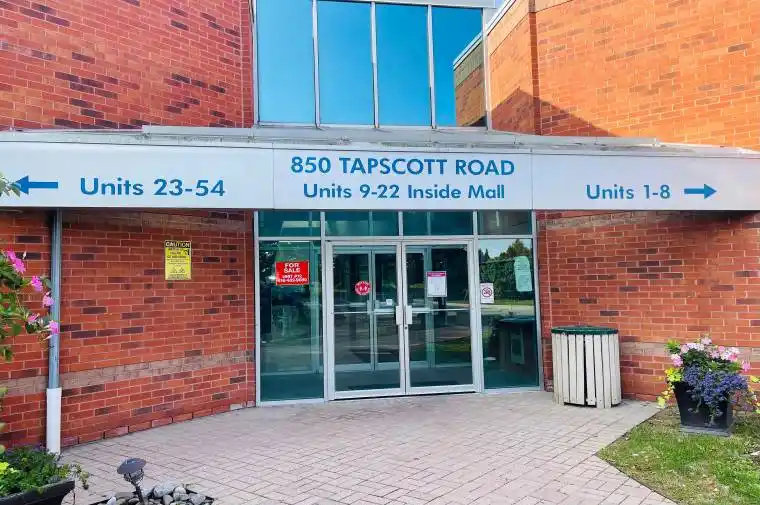 850 TAPSCOTT ROAD
Units 23-54
Units 9-22 Inside Mall
Units 1-8
CAUTION
FOR
SALE